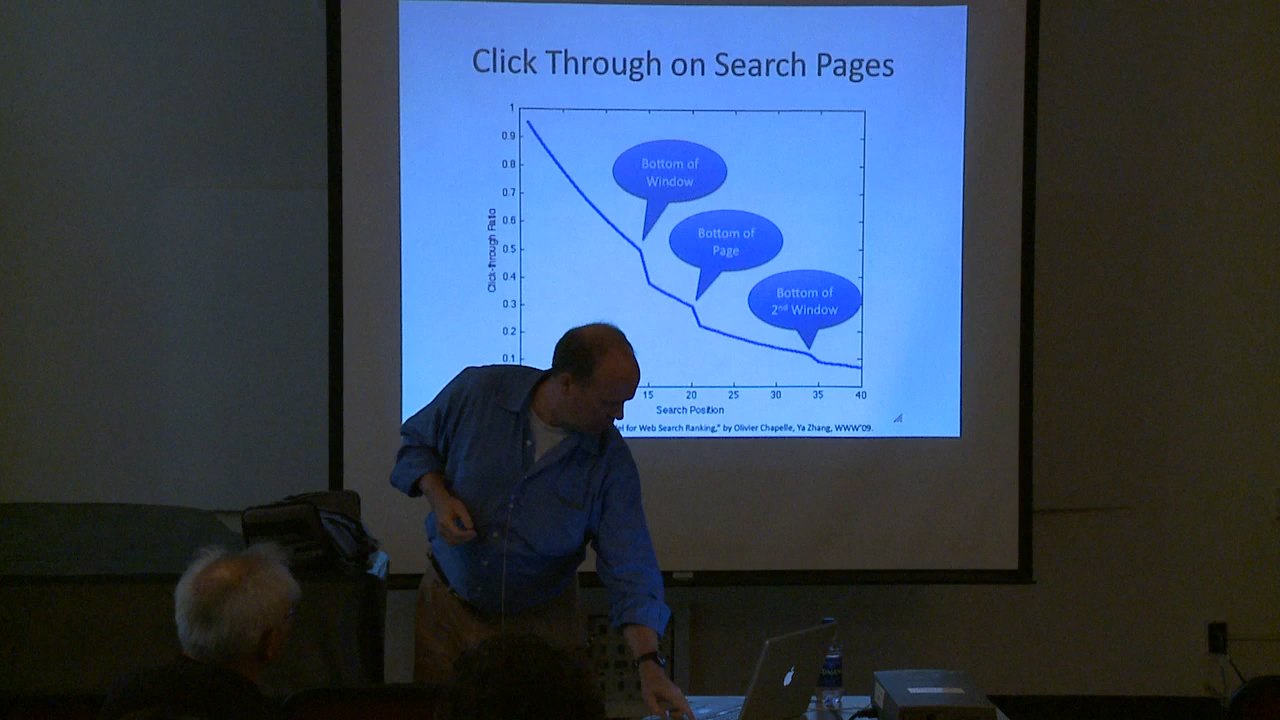 Click Through on Search Pages
1
0.9
0.8
0.7
0.6
0.5
0.4
0.3
0.2
0.1
Click-through Ratio
Bottom of
Window
Bottom of
Page
Bottom of
2nd Window
15 20 25 30 35 40
Search Position
for Web Search Ranking," by Olivier Chapelle, Ya Zhang, WWW'09.